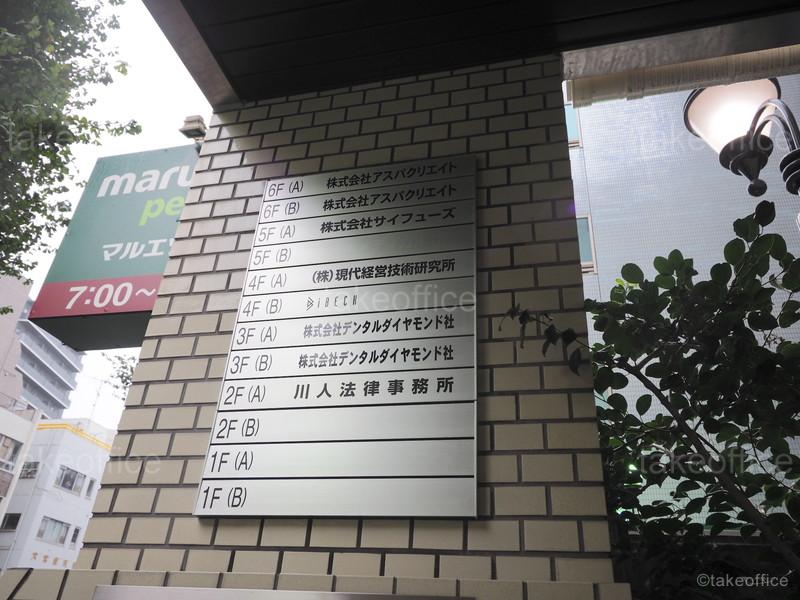 maru
pe
マルエツ
7:00～
6F (A) 株式会社アスパクリエイト
6F (B) 株式会社アスパクリエイト
5F (A) 株式会社サイフューズ
5F (B)
4F (A) (株)現代経営技術研究所
4F (B) iBECK
3F (A) 株式会社デンタルダイヤモンド社
3F (B) 株式会社デンタルダイヤモンド社
2F (A) 川人法律事務所
2F (B)
1F (A)
1F (B)
takeoffice
©takeoffice